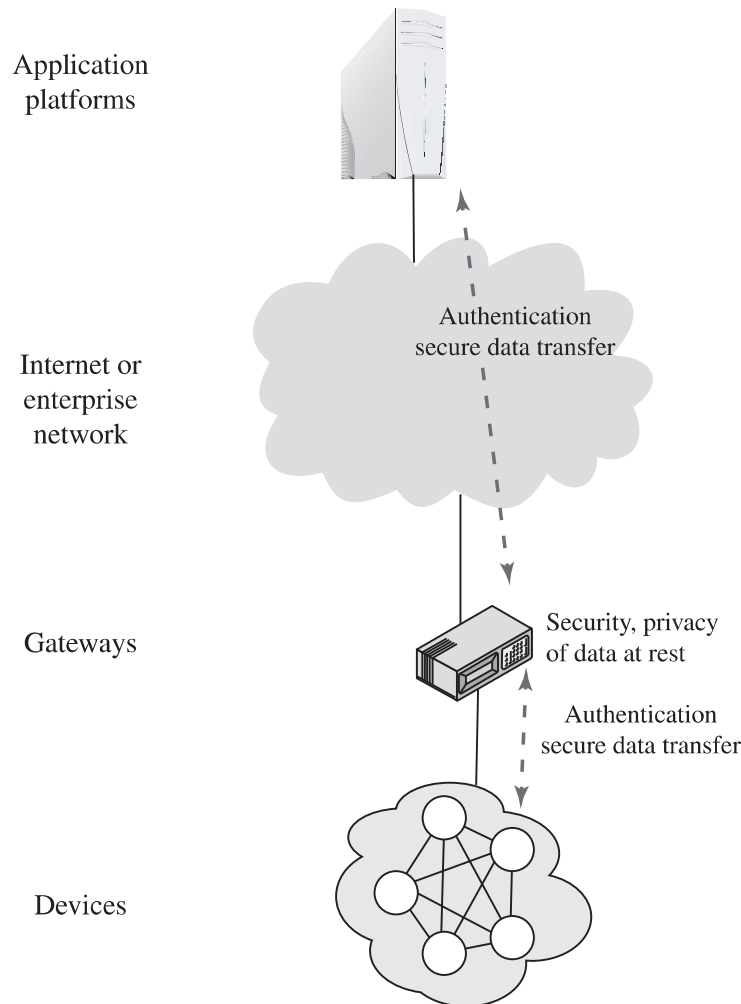 Application
platforms
Authentication
secure data transfer
Internet or
enterprise
network
Gateways
Security, privacy
of data at rest
Authentication
secure data transfer
Devices